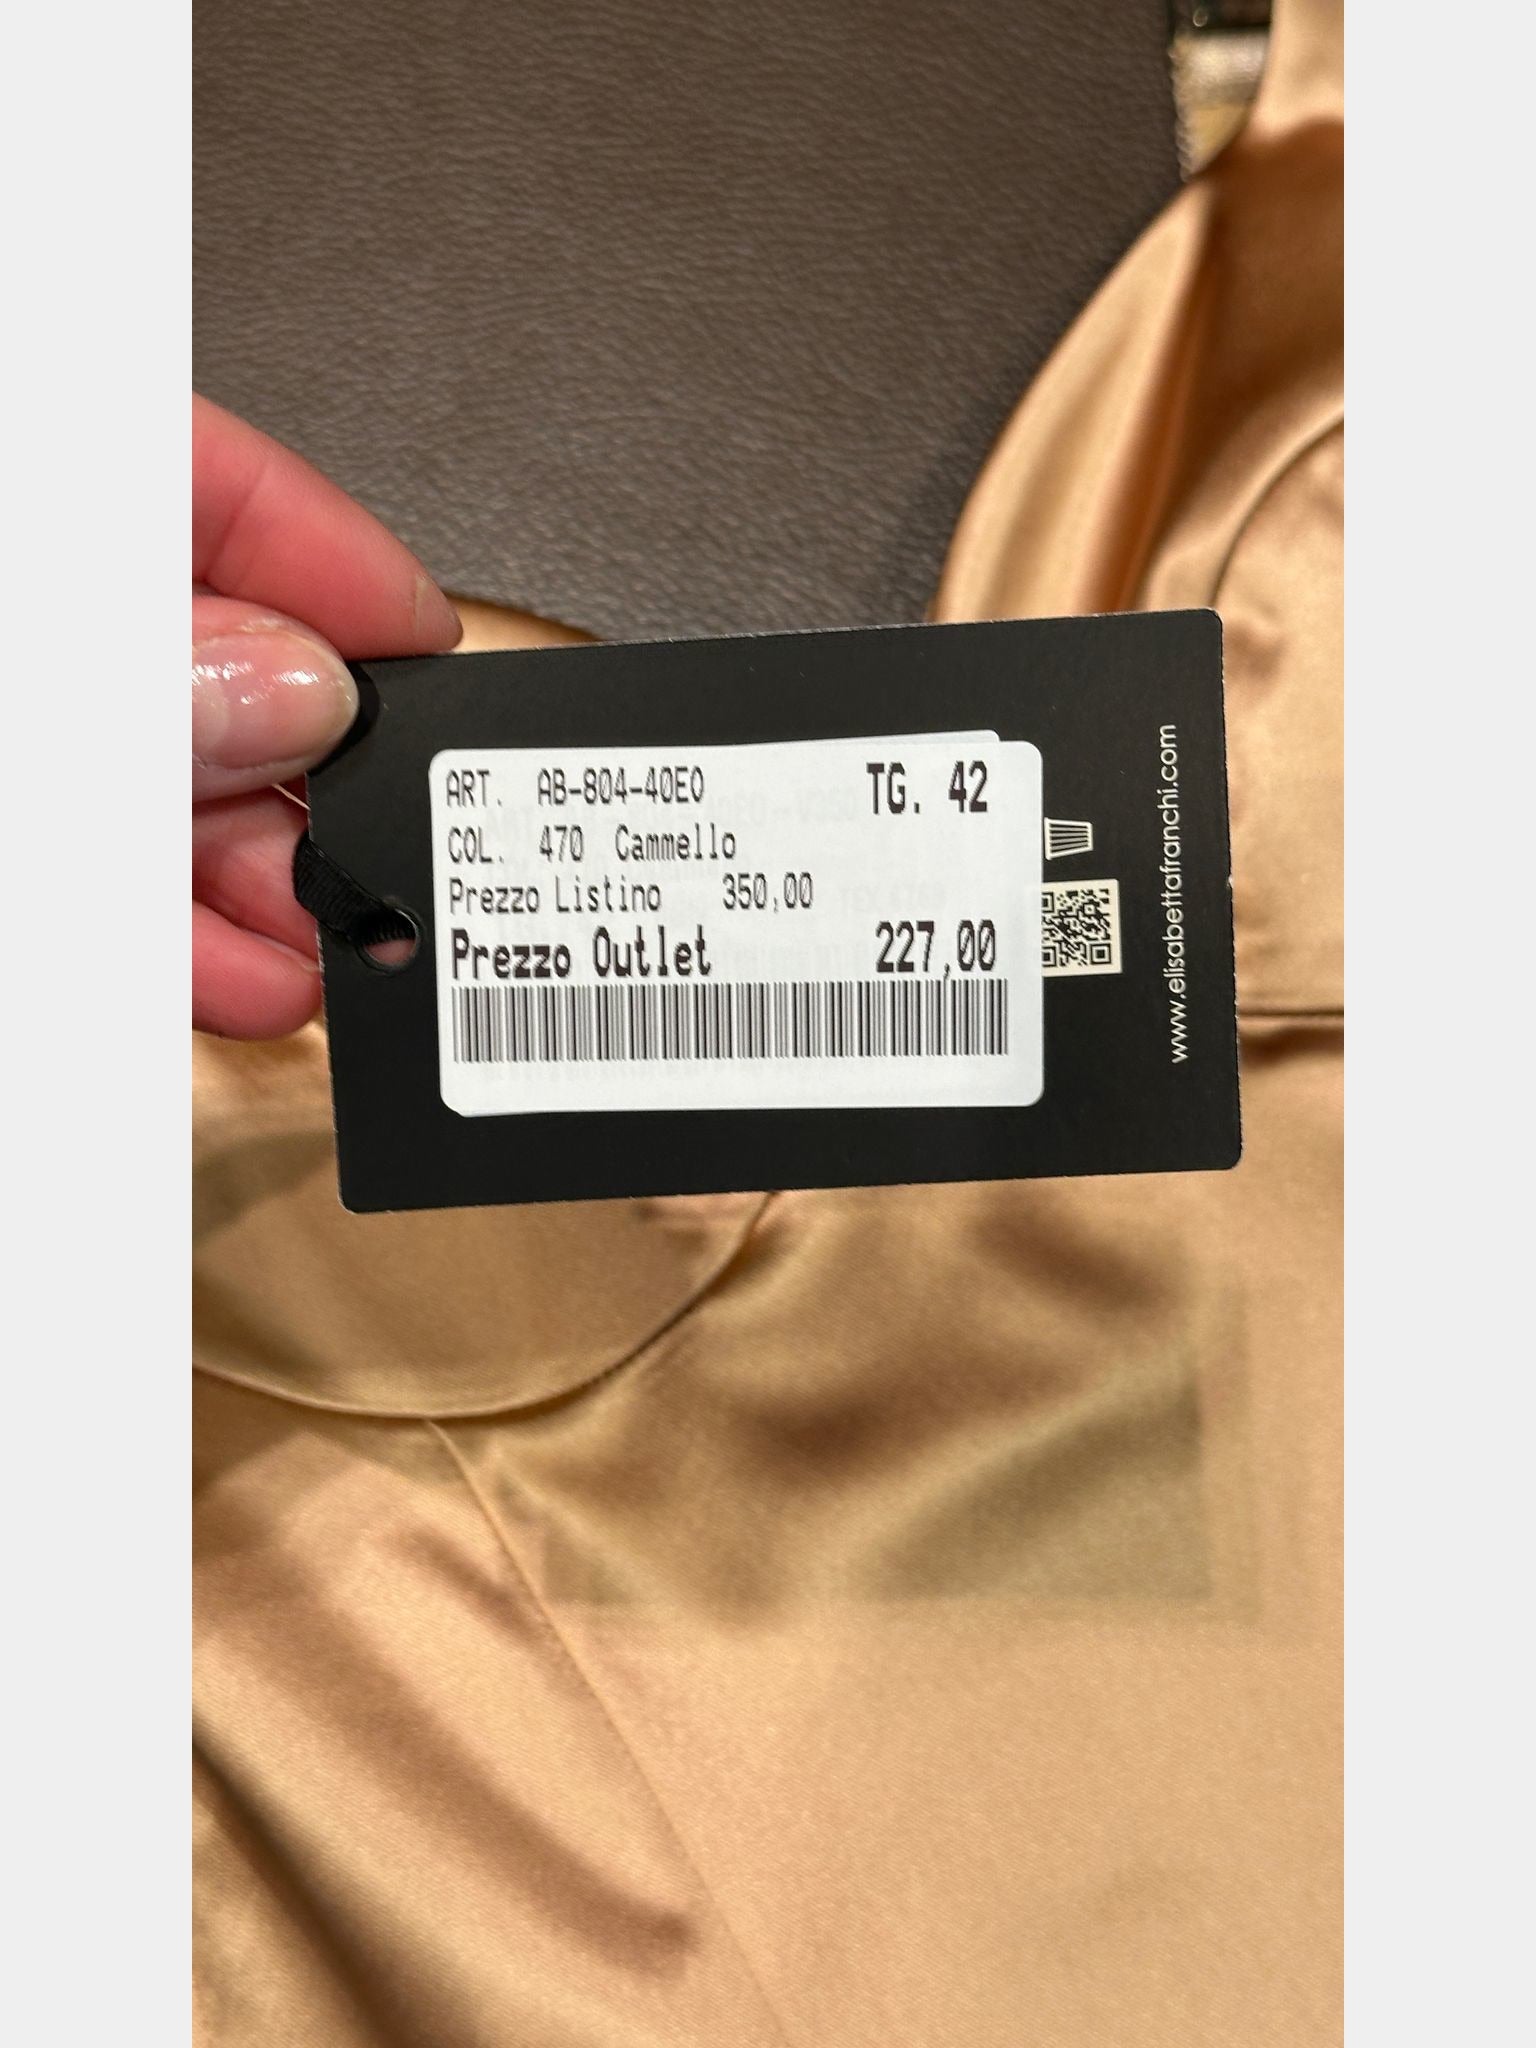 ART. AB-804-40E0 TG. 42
COL. 470 Cammello
Prezzo Listino 350,00
Prezzo Outlet 227,00
www.elisabettafranchi.com